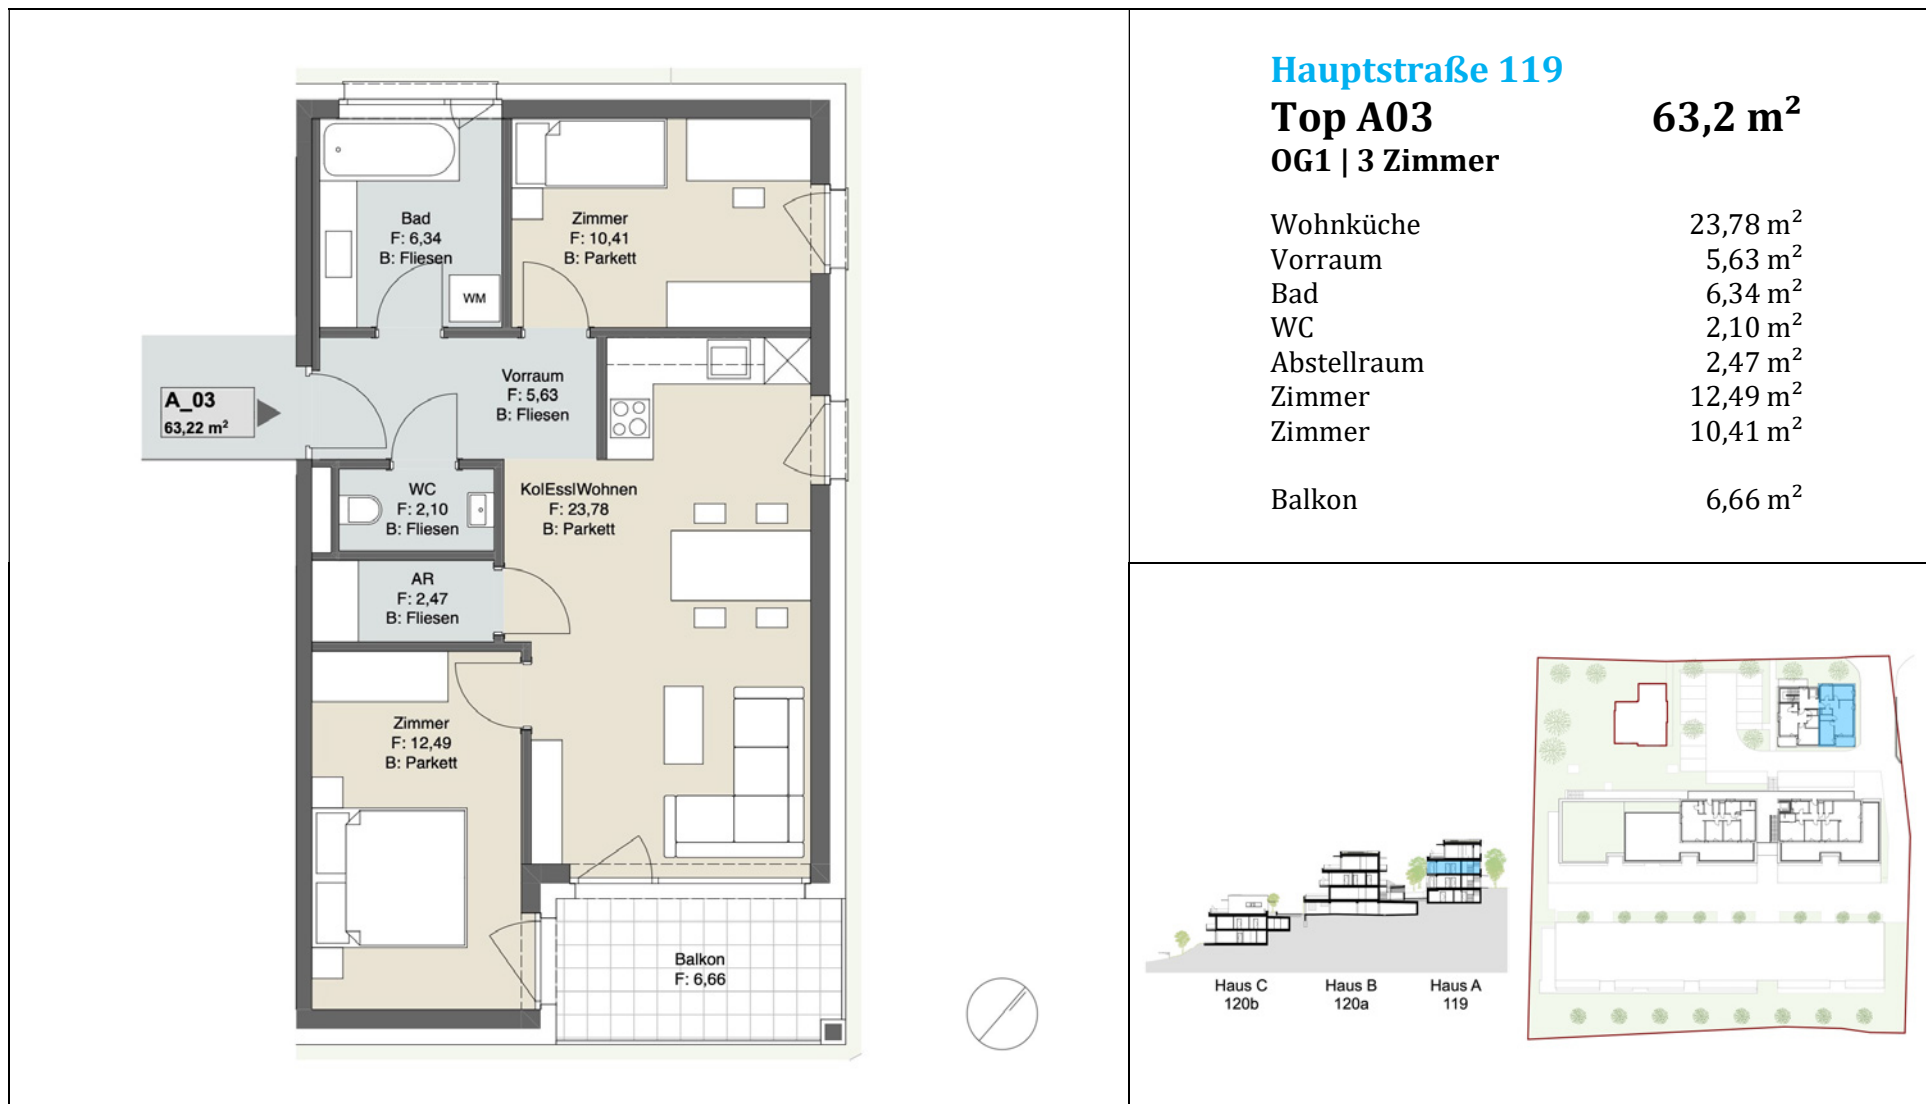 Hauptstraße 119
Top A03 63,2 m²
OG1 | 3 Zimmer
Wohnküche 23,78 m²
Vorraum 5,63 m²
Bad 6,34 m²
WC 2,10 m²
Abstellraum 2,47 m²
Zimmer 12,49 m²
Zimmer 10,41 m²
Balkon 6,66 m²
Bad
F: 6,34
B: Fliesen
WM
Zimmer
F: 10,41
B: Parkett
Vorraum
F: 5,63
B: Fliesen
A_03
63,22 m²
WC
F: 2,10
B: Fliesen
KolEsslWohnen
F: 23,78
B: Parkett
AR
F: 2,47
B: Fliesen
Zimmer
F: 12,49
B: Parkett
Balkon
F: 6,66
Haus C
120b
Haus B
120a
Haus A
119